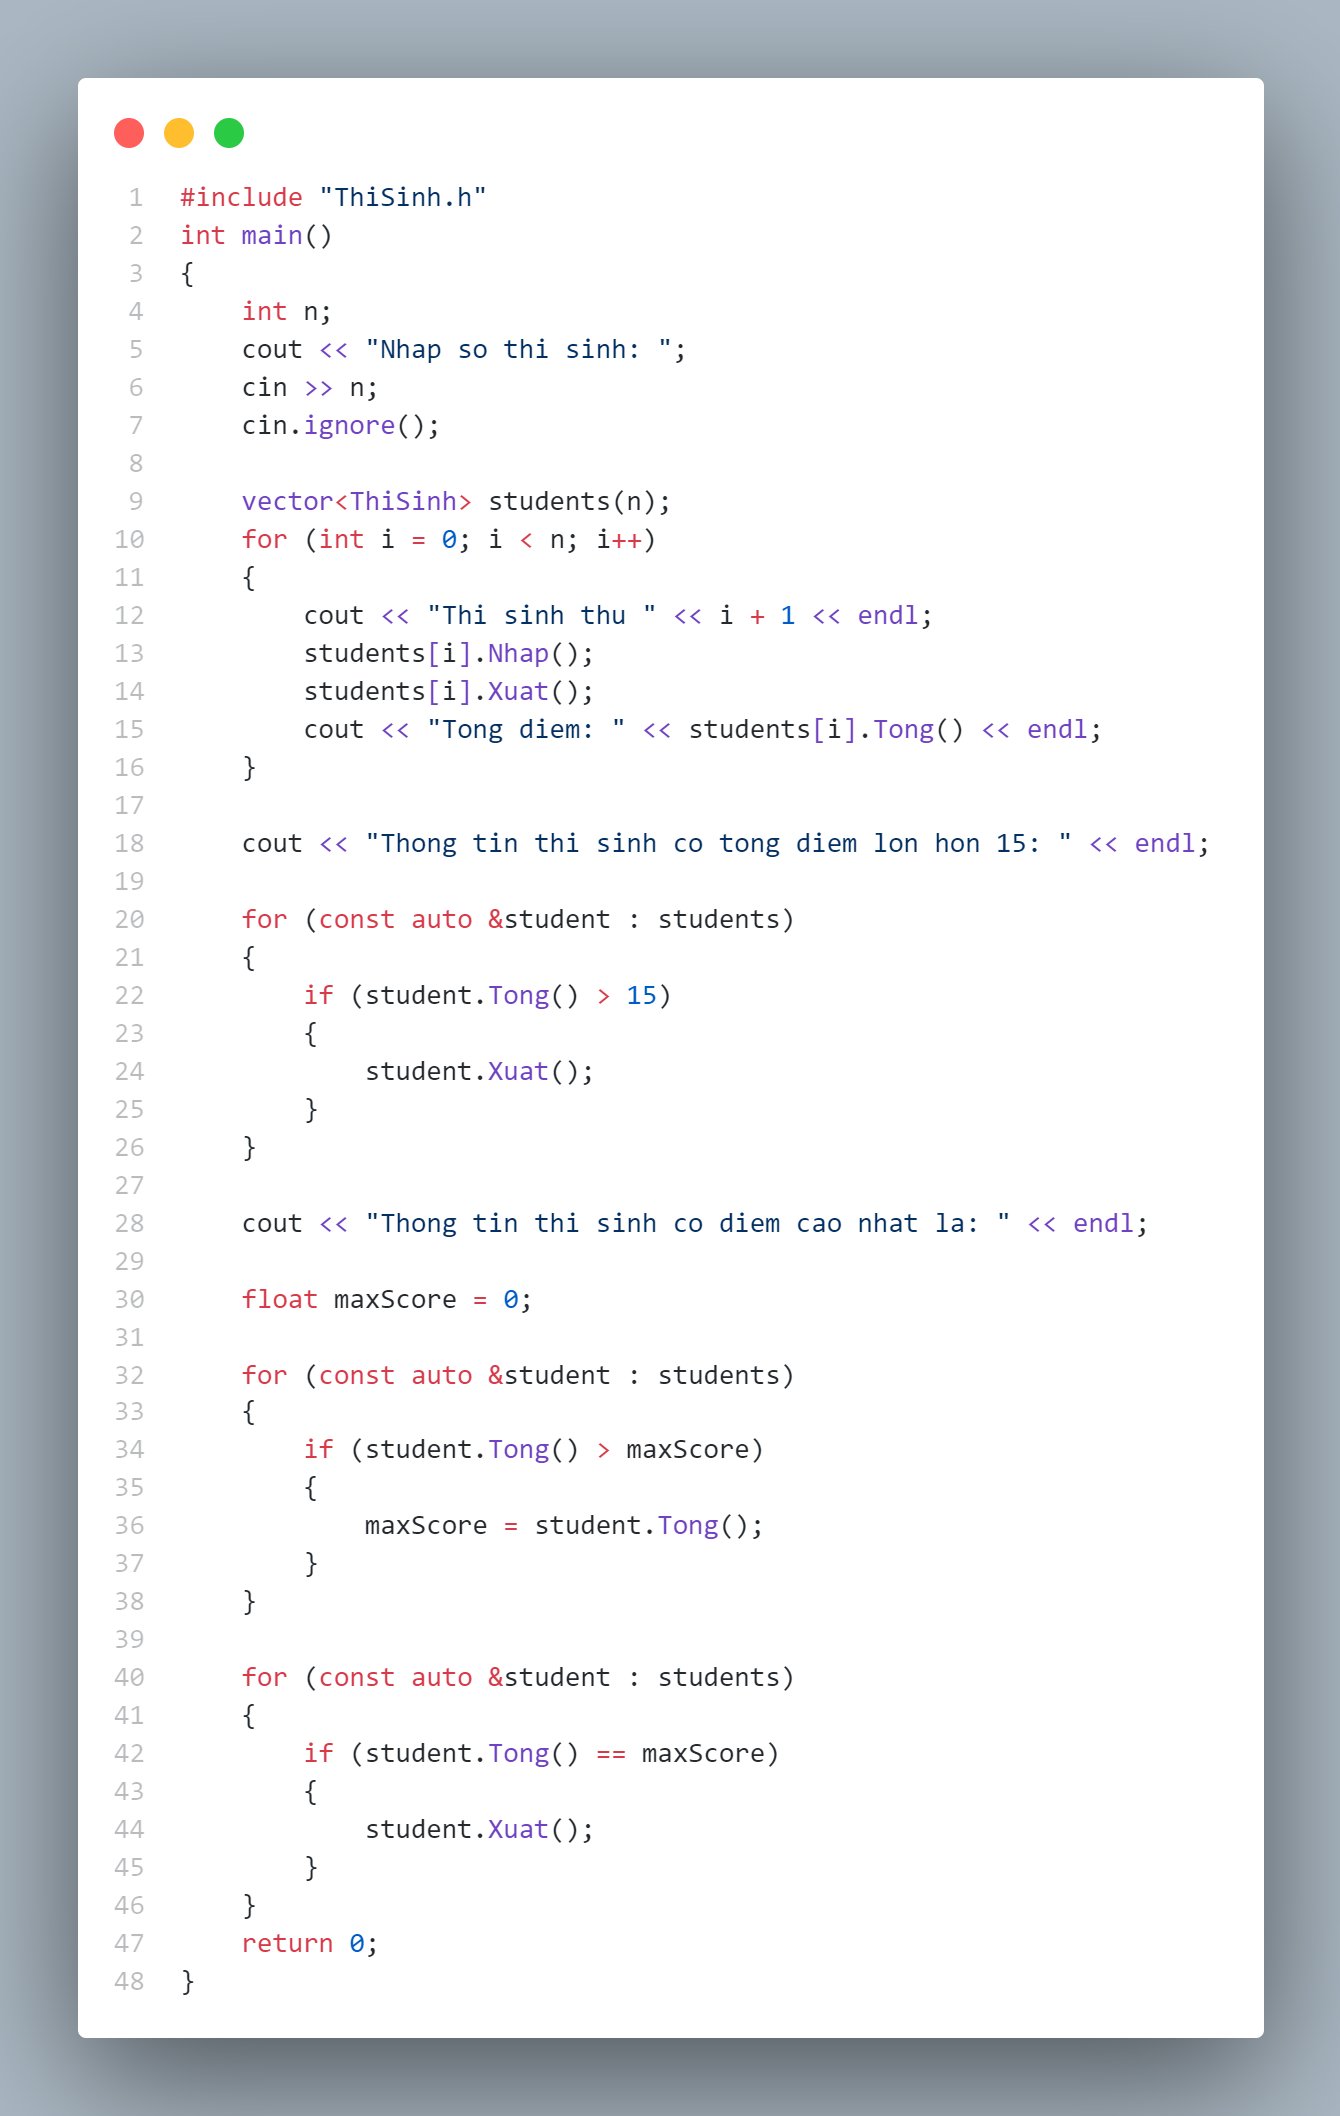 1 #include "ThiSinh.h"
2 int main()
3 {
4     int n;
5     cout << "Nhap so thi sinh: ";
6     cin >> n;
7     cin.ignore();
8
9     vector<ThiSinh> students(n);
10     for (int i = 0; i < n; i++)
11     {
12         cout << "Thi sinh thu " << i + 1 << endl;
13         students[i].Nhap();
14         students[i].Xuat();
15         cout << "Tong diem: " << students[i].Tong() << endl;
16     }
17
18     cout << "Thong tin thi sinh co tong diem lon hon 15: " << endl;
19
20     for (const auto &student : students)
21     {
22         if (student.Tong() > 15)
23         {
24             student.Xuat();
25         }
26     }
27
28     cout << "Thong tin thi sinh co diem cao nhat la: " << endl;
29
30     float maxScore = 0;
31
32     for (const auto &student : students)
33     {
34         if (student.Tong() > maxScore)
35         {
36             maxScore = student.Tong();
37         }
38     }
39
40     for (const auto &student : students)
41     {
42         if (student.Tong() == maxScore)
43         {
44             student.Xuat();
45         }
46     }
47     return 0;
48 }